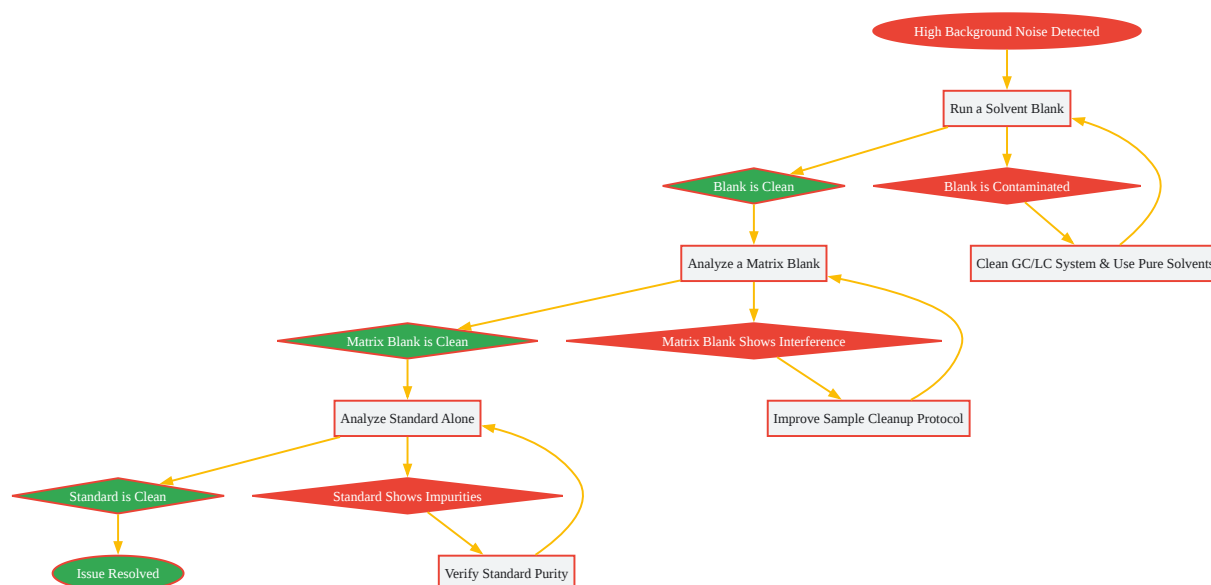 High Background Noise Detected
Run a Solvent Blank
Blank is Clean
Blank is Contaminated
Analyze a Matrix Blank
Clean GC/LC System & Use Pure Solvents
Matrix Blank is Clean
Matrix Blank Shows Interference
Analyze Standard Alone
Improve Sample Cleanup Protocol
Standard is Clean
Standard Shows Impurities
Issue Resolved
Verify Standard Purity